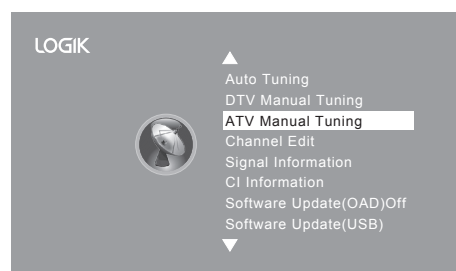 LOGIK
Auto Tuning
DTV Manual Tuning
ATV Manual Tuning
Channel Edit
Signal Information
CI Information
Software Update(OAD)Off
Software Update(USB)